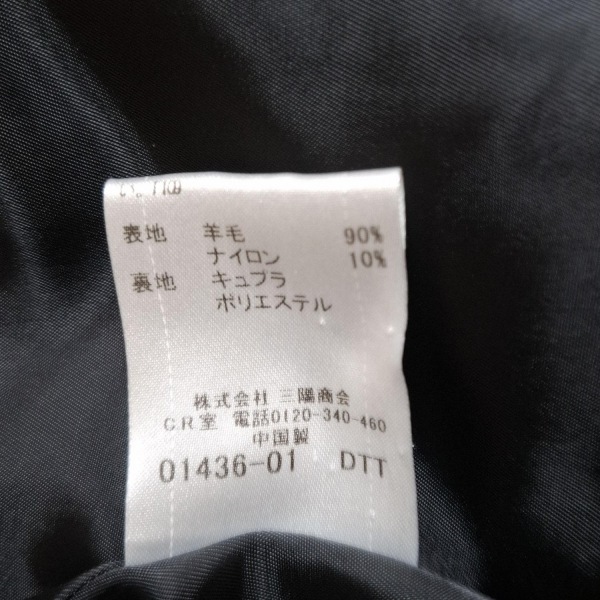 表地 羊毛 90%
ナイロン 10%
裏地 キュプラ
ポリエステル
株式会社 三陽商会
C.R室 電話0120-340-460
中国製
01436-01 DTT